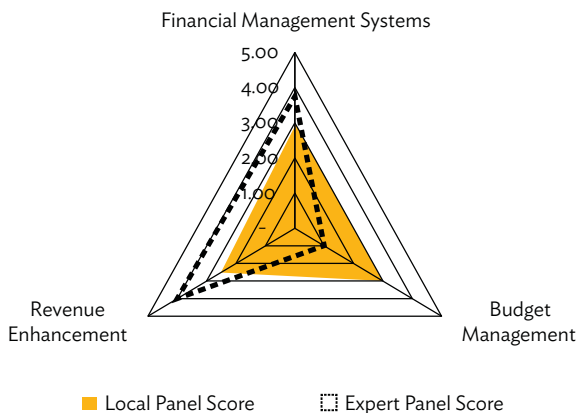 Financial Management Systems
5.00
4.00
3.00
2.00
1.00
–
Revenue
Enhancement
Budget
Management
Local Panel Score
Expert Panel Score